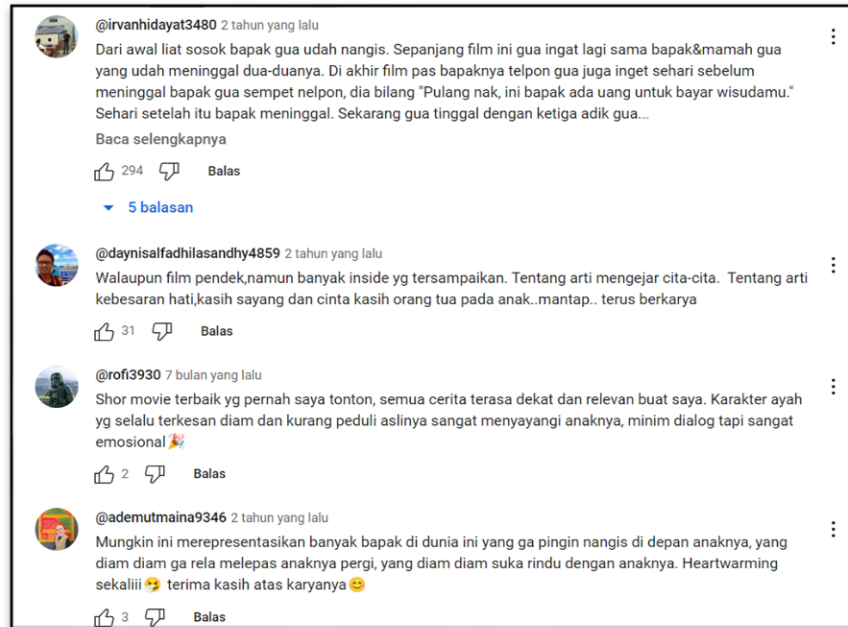 @irvanhidayat3480 2 tahun yang lalu
Dari awal liat sosok bapak gua udah nangis. Sepanjang film ini gua ingat lagi sama bapak&mamah gua
yang udah meninggal dua-duanya. Di akhir film pas bapaknya telpon gua juga inget sehari sebelum
meninggal bapak gua sempet nelpon, dia bilang "Pulang nak, ini bapak ada uang untuk bayar wisudamu."
Sehari setelah itu bapak meninggal. Sekarang gua tinggal dengan ketiga adik gua...
Baca selengkapnya
294 Balas
5 balasan
@daynisalfadhilasandhy4859 2 tahun yang lalu
Walaupun film pendek,namun banyak inside yg tersampaikan. Tentang arti mengejar cita-cita. Tentang arti
kebesaran hati,kasih sayang dan cinta kasih orang tua pada anak..mantap.. terus berkarya
31 Balas
@rofi3930 7 bulan yang lalu
Shor movie terbaik yg pernah saya tonton, semua cerita terasa dekat dan relevan buat saya. Karakter ayah
yg selalu terkesan diam dan kurang peduli aslinya sangat menyayangi anaknya, minim dialog tapi sangat
emosional🎉
2 Balas
@ademutmaina9346 2 tahun yang lalu
Mungkin ini merepresentasikan banyak bapak di dunia ini yang ga pingin nangis di depan anaknya, yang
diam diam ga rela melepas anaknya pergi, yang diam diam suka rindu dengan anaknya. Heartwarming
sekaliii🤧 terima kasih atas karyanya😊
3 Balas